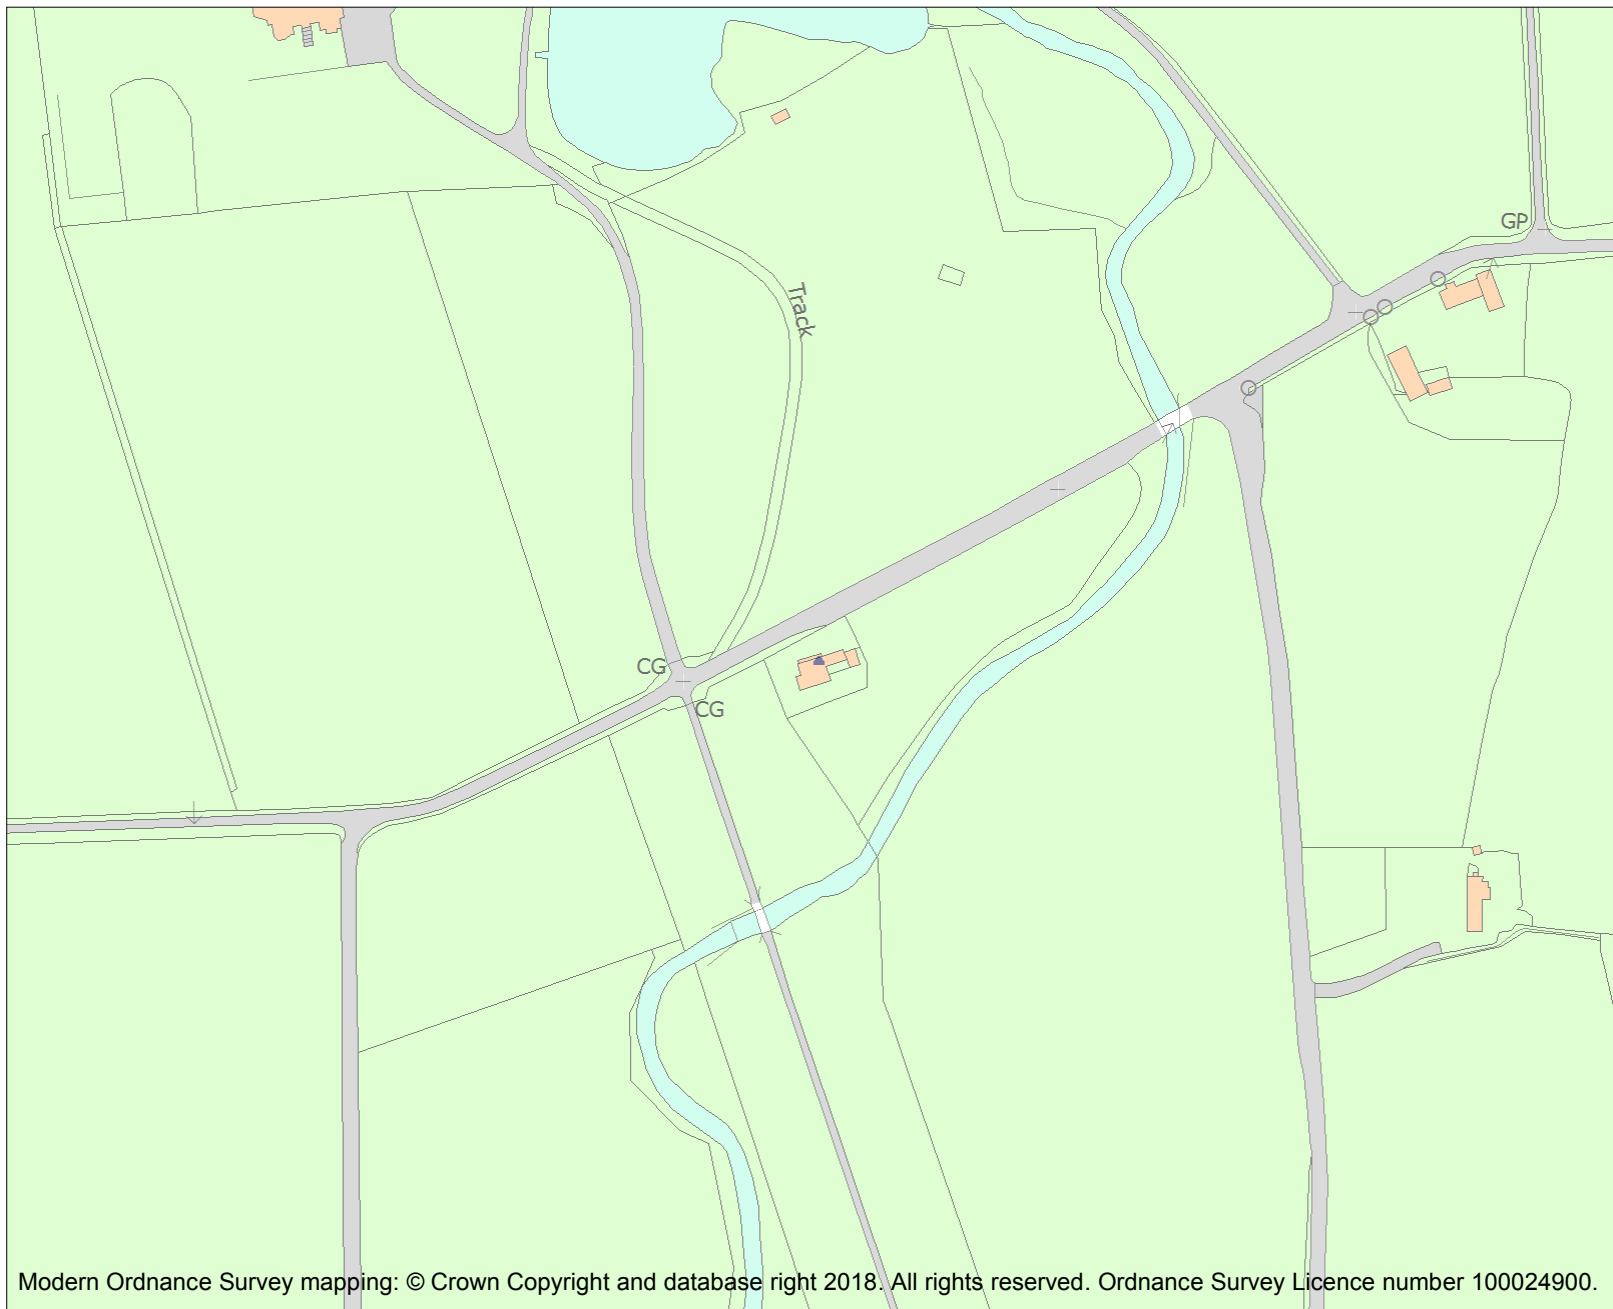 GP
Track
CG
CG
Modern Ordnance Survey mapping: © Crown Copyright and database right 2018. All rights reserved. Ordnance Survey Licence number 100024900.